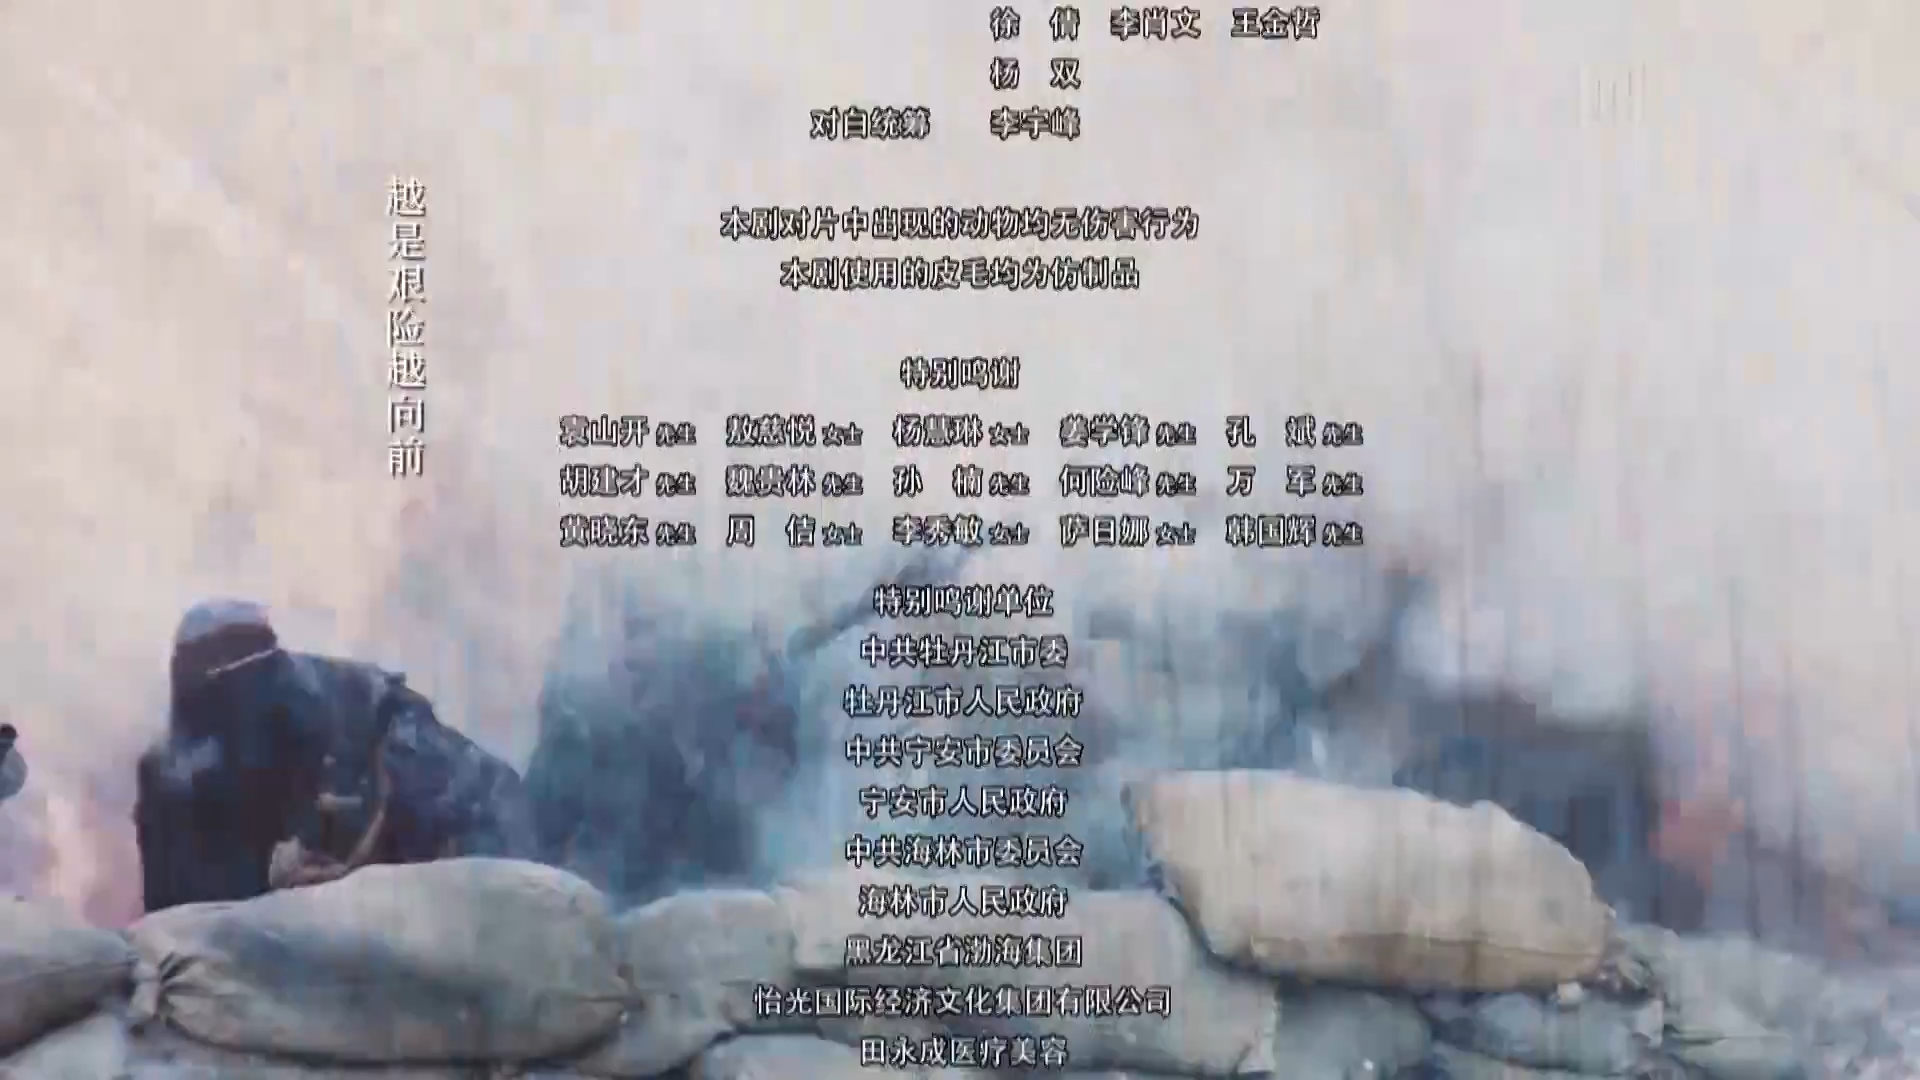 徐　倩　李肖文　王金哲
杨　双
对白统筹　李宇峰
越是艰险越向前
本剧对片中出现的动物均无伤害行为
本剧使用的皮毛均为仿制品
特别鸣谢
袁山开 先生　敖慈悦 女士　杨慧琳 女士　姜学锋 先生　孔　斌 先生
胡建才 先生　魏贵林 先生　孙　楠 先生　何险峰 先生　万　军 先生
黄晓东 先生　周　佶 女士　李秀敏 女士　萨日娜 女士　韩国辉 先生
特别鸣谢单位
中共牡丹江市委
牡丹江市人民政府
中共宁安市委员会
宁安市人民政府
中共海林市委员会
海林市人民政府
黑龙江省渤海集团
怡光国际经济文化集团有限公司
田永成医疗美容